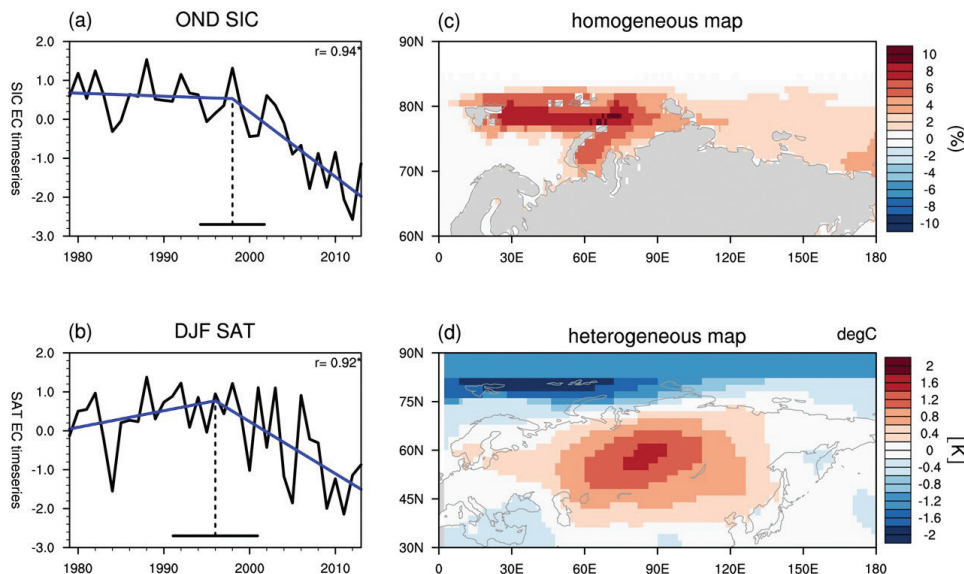 (a) OND SIC
r= 0.94*
SIC EC timeseries
2.0
1.0
0.0
-1.0
-2.0
-3.0
1980 1990 2000 2010
(c) homogeneous map
90N
80N
70N
60N
0 30E 60E 90E 120E 150E 180
10
8
6
4
2
0
-2
-4
-6
-8
-10
(%)
(b) DJF SAT
r= 0.92*
SAT EC timeseries
2.0
1.0
0.0
-1.0
-2.0
-3.0
1980 1990 2000 2010
(d) heterogeneous map degC
90N
75N
60N
45N
30N
0 30E 60E 90E 120E 150E 180
2
1.6
1.2
0.8
0.4
0
-0.4
-0.8
-1.2
-1.6
-2
[K]